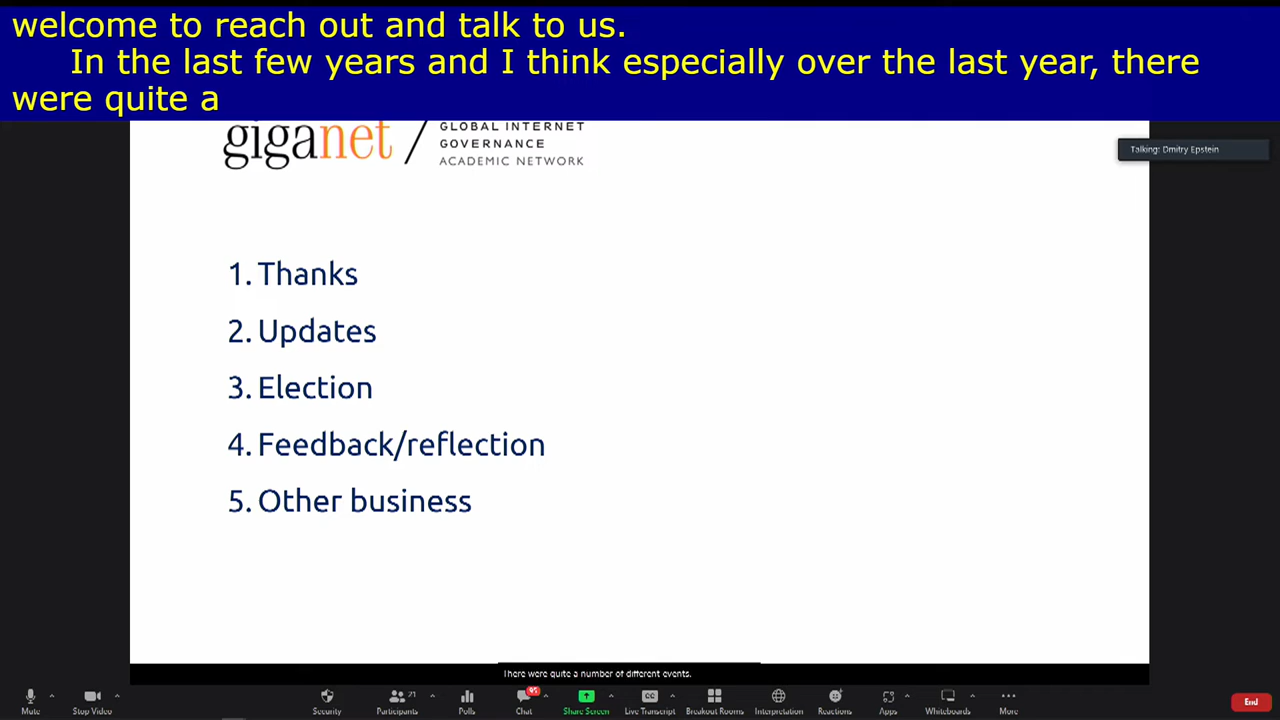 welcome to reach out and talk to us.
In the last few years and I think especially over the last year, there
were quite a
giganet / GLOBAL INTERNET
GOVERNANCE
ACADEMIC NETWORK
Talking: Dmitry Epstein
1. Thanks
2. Updates
3. Election
4. Feedback/reflection
5. Other business
There were quite a number of different events.
Mute
Stop Video
Security
Participants
21
Polls
Chat
Share Screen
CC
Live Transcript
Breakout Rooms
Interpretation
Reactions
Apps
Whiteboards
More
End